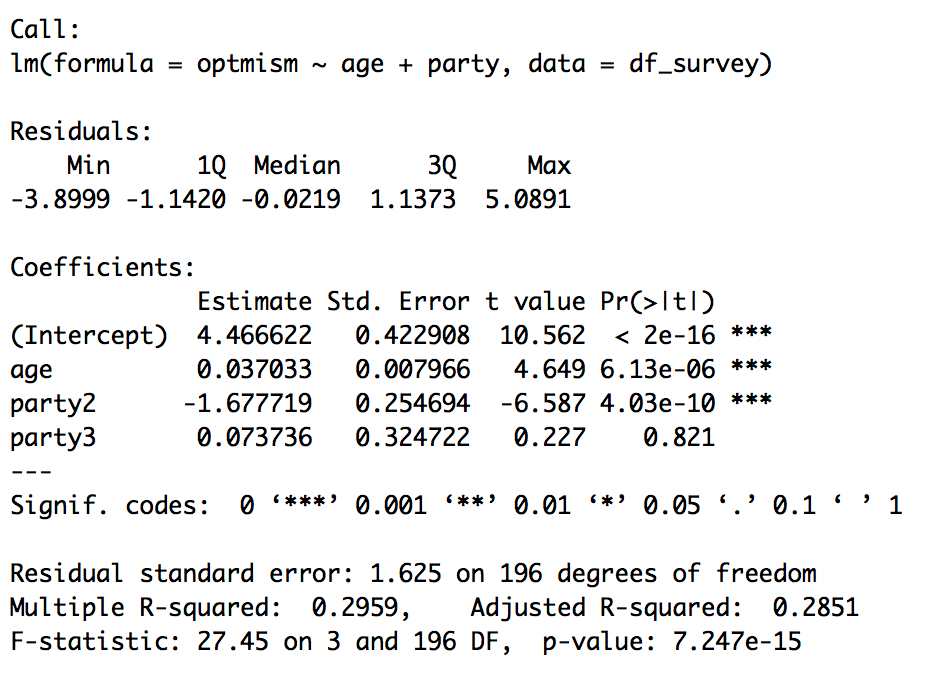 Call:
lm(formula = optmism ~ age + party, data = df_survey)
Residuals:
Min 1Q Median 3Q Max
-3.8999 -1.1420 -0.0219 1.1373 5.0891
Coefficients:
Estimate Std. Error t value Pr(>|t|)
(Intercept) 4.466622 0.422908 10.562 < 2e-16 ***
age 0.037033 0.007966 4.649 6.13e-06 ***
party2 -1.677719 0.254694 -6.587 4.03e-10 ***
party3 0.073736 0.324722 0.227 0.821
---
Signif. codes: 0 ‘***’ 0.001 ‘**’ 0.01 ‘*’ 0.05 ‘.’ 0.1 ‘ ’ 1
Residual standard error: 1.625 on 196 degrees of freedom
Multiple R-squared: 0.2959, Adjusted R-squared: 0.2851
F-statistic: 27.45 on 3 and 196 DF, p-value: 7.247e-15